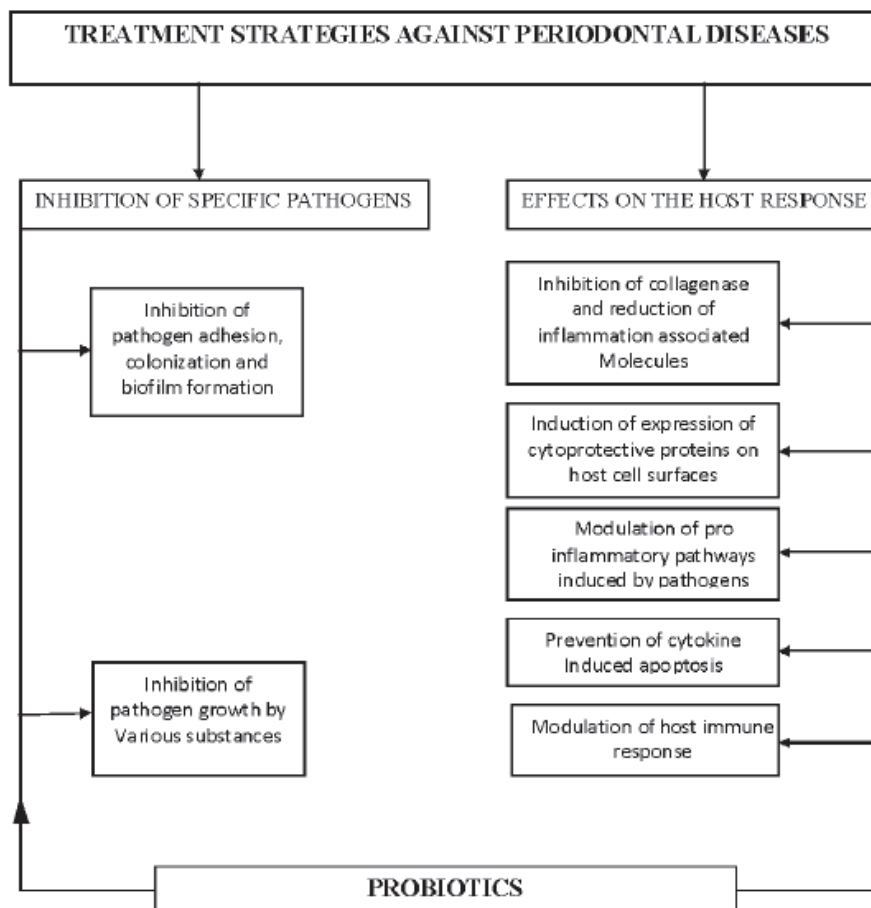 TREATMENT STRATEGIES AGAINST PERIODONTAL DISEASES
INHIBITION OF SPECIFIC PATHOGENS
Inhibition of
pathogen adhesion,
colonization and
biofilm formation
Inhibition of
pathogen growth by
Various substances
EFFECTS ON THE HOST RESPONSE
Inhibition of collagenase
and reduction of
inflammation associated
Molecules
Induction of expression of
cytoprotective proteins on
host cell surfaces
Modulation of pro
inflammatory pathways
induced by pathogens
Prevention of cytokine
Induced apoptosis
Modulation of host immune
response
PROBIOTICS